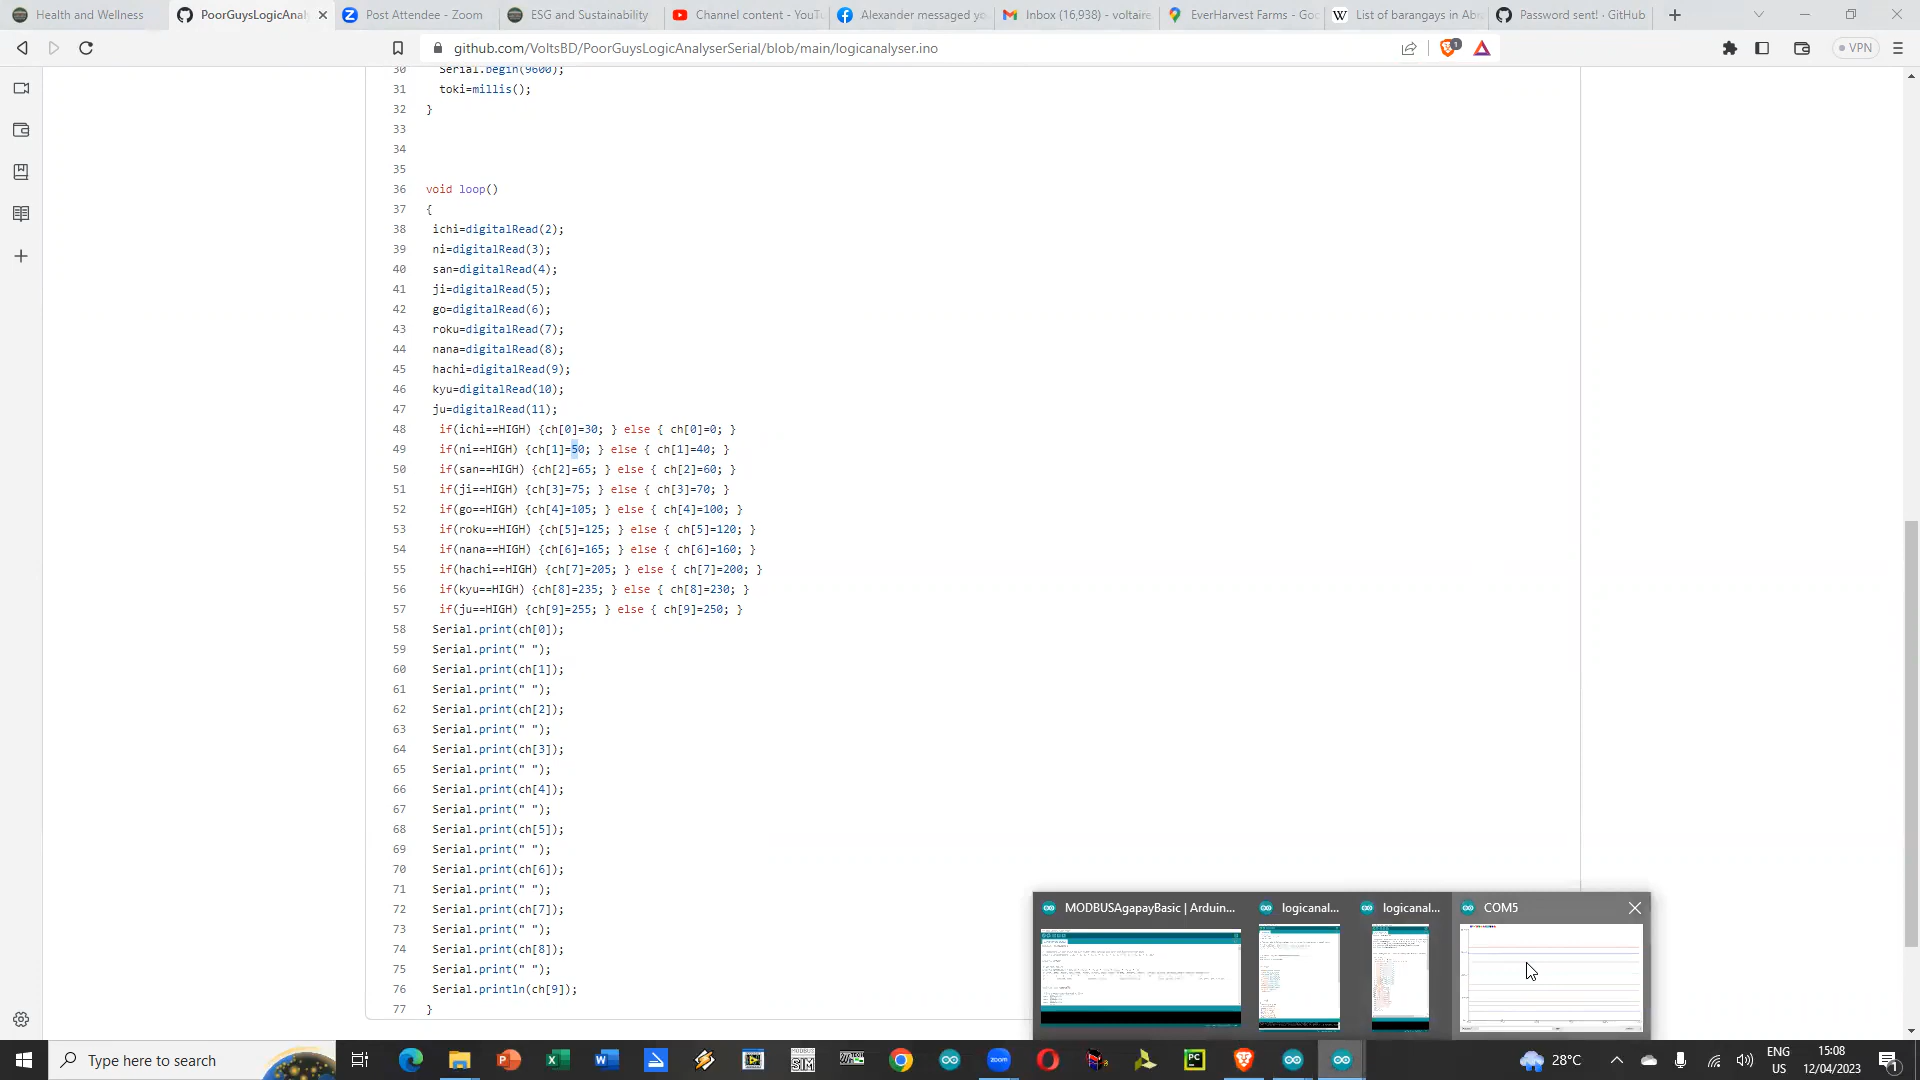 Health and Wellness
PoorGuysLogicAnal
Post Attendee - Zoom
ESG and Sustainability
Channel content - YouTu
Alexander messaged yo
Inbox (16,938) - voltaire
EverHarvest Farms - Goo
List of barangays in Abr
Password sent! · GitHub
github.com/VoltsBD/PoorGuysLogicAnalyserSerial/blob/main/logicanalyser.ino
1
VPN
30 Serial.begin(9600);
31 toki=millis();
32 }
33
34
35
36 void loop()
37 {
38 ichi=digitalRead(2);
39 ni=digitalRead(3);
40 san=digitalRead(4);
41 ji=digitalRead(5);
42 go=digitalRead(6);
43 roku=digitalRead(7);
44 nana=digitalRead(8);
45 hachi=digitalRead(9);
46 kyu=digitalRead(10);
47 ju=digitalRead(11);
48 if(ichi==HIGH) {ch[0]=30; } else { ch[0]=0; }
49 if(ni==HIGH) {ch[1]=50; } else { ch[1]=40; }
50 if(san==HIGH) {ch[2]=65; } else { ch[2]=60; }
51 if(ji==HIGH) {ch[3]=75; } else { ch[3]=70; }
52 if(go==HIGH) {ch[4]=105; } else { ch[4]=100; }
53 if(roku==HIGH) {ch[5]=125; } else { ch[5]=120; }
54 if(nana==HIGH) {ch[6]=165; } else { ch[6]=160; }
55 if(hachi==HIGH) {ch[7]=205; } else { ch[7]=200; }
56 if(kyu==HIGH) {ch[8]=235; } else { ch[8]=230; }
57 if(ju==HIGH) {ch[9]=255; } else { ch[9]=250; }
58 Serial.print(ch[0]);
59 Serial.print(" ");
60 Serial.print(ch[1]);
61 Serial.print(" ");
62 Serial.print(ch[2]);
63 Serial.print(" ");
64 Serial.print(ch[3]);
65 Serial.print(" ");
66 Serial.print(ch[4]);
67 Serial.print(" ");
68 Serial.print(ch[5]);
69 Serial.print(" ");
70 Serial.print(ch[6]);
71 Serial.print(" ");
72 Serial.print(ch[7]);
73 Serial.print(" ");
74 Serial.print(ch[8]);
75 Serial.print(" ");
76 Serial.println(ch[9]);
77 }
MODBUSAgapayBasic | Arduin...
logicanal...
logicanal...
COM5
Type here to search
zoom
MODBUS
SIM
PC
28°C
ENG
US
15:08
12/04/2023
1